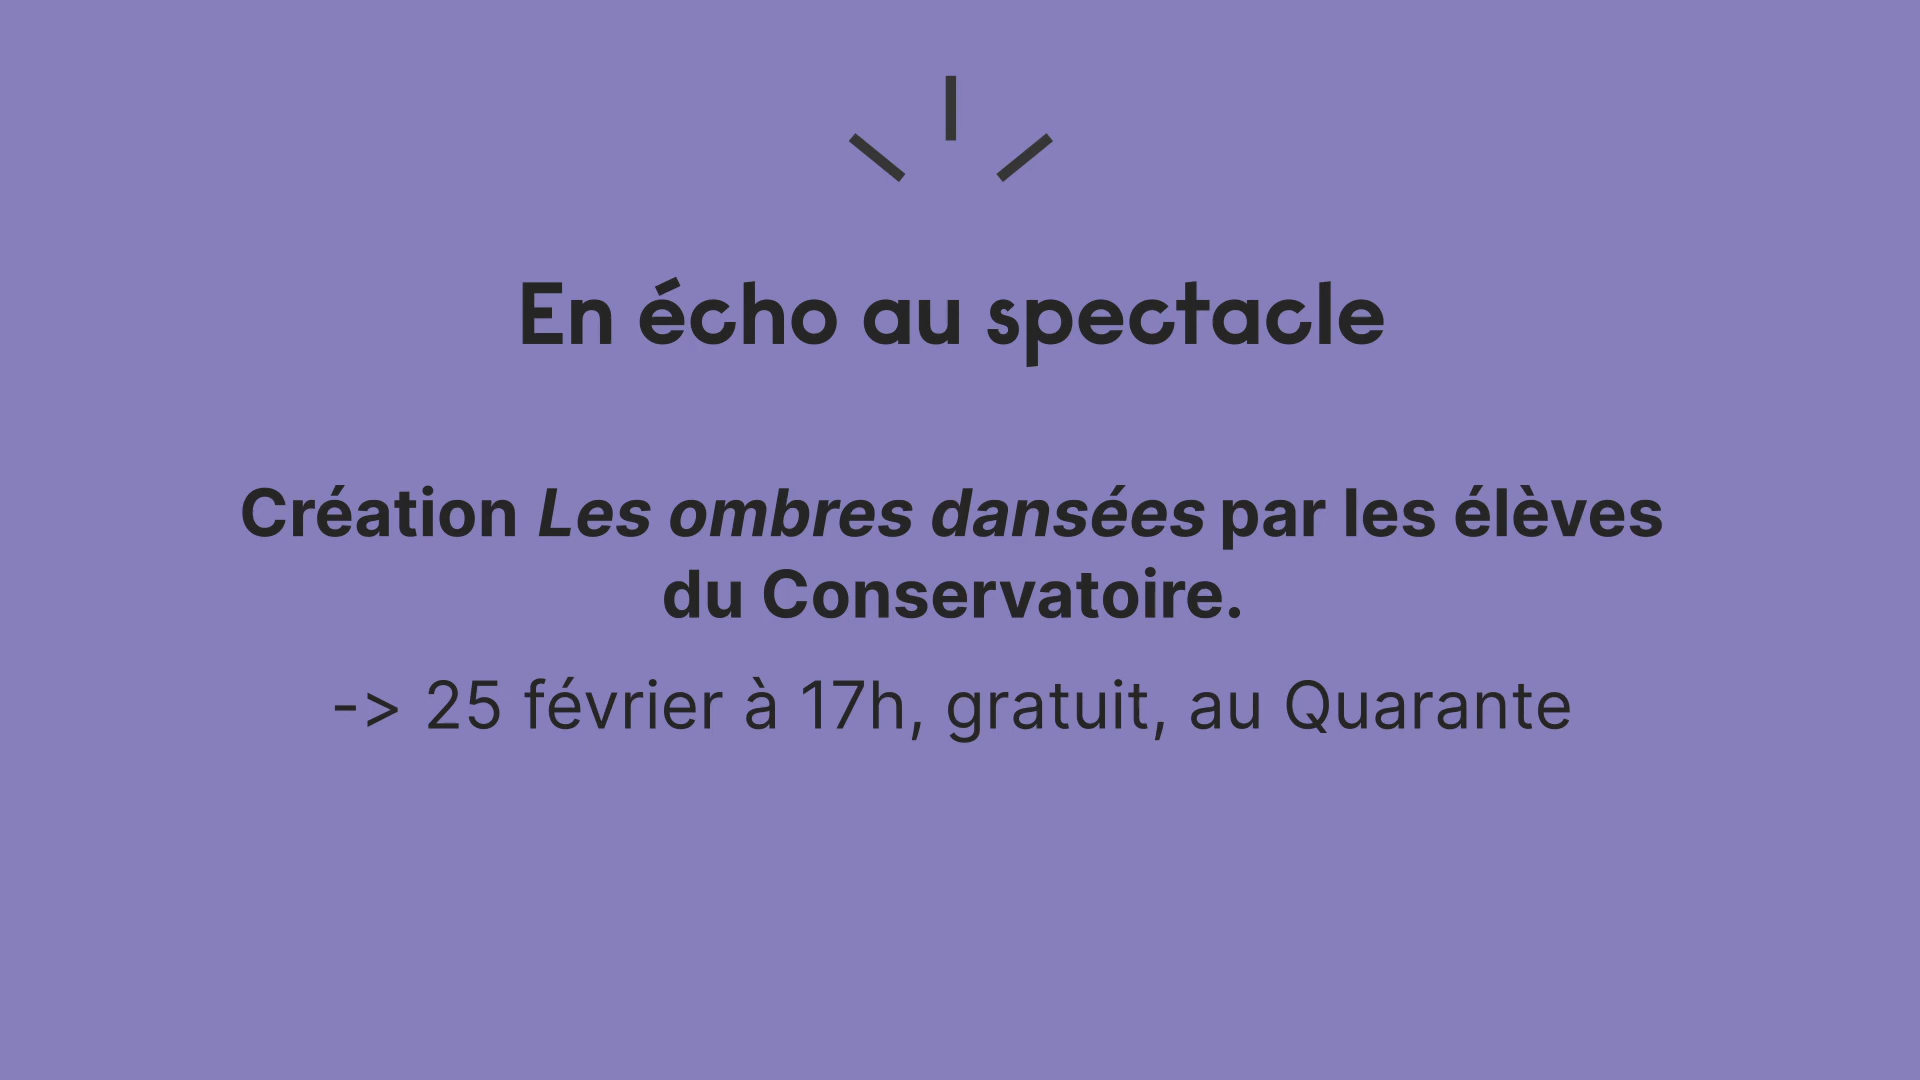 En écho au spectacle
Création Les ombres dansées par les élèves
du Conservatoire.
-> 25 février à 17h, gratuit, au Quarante